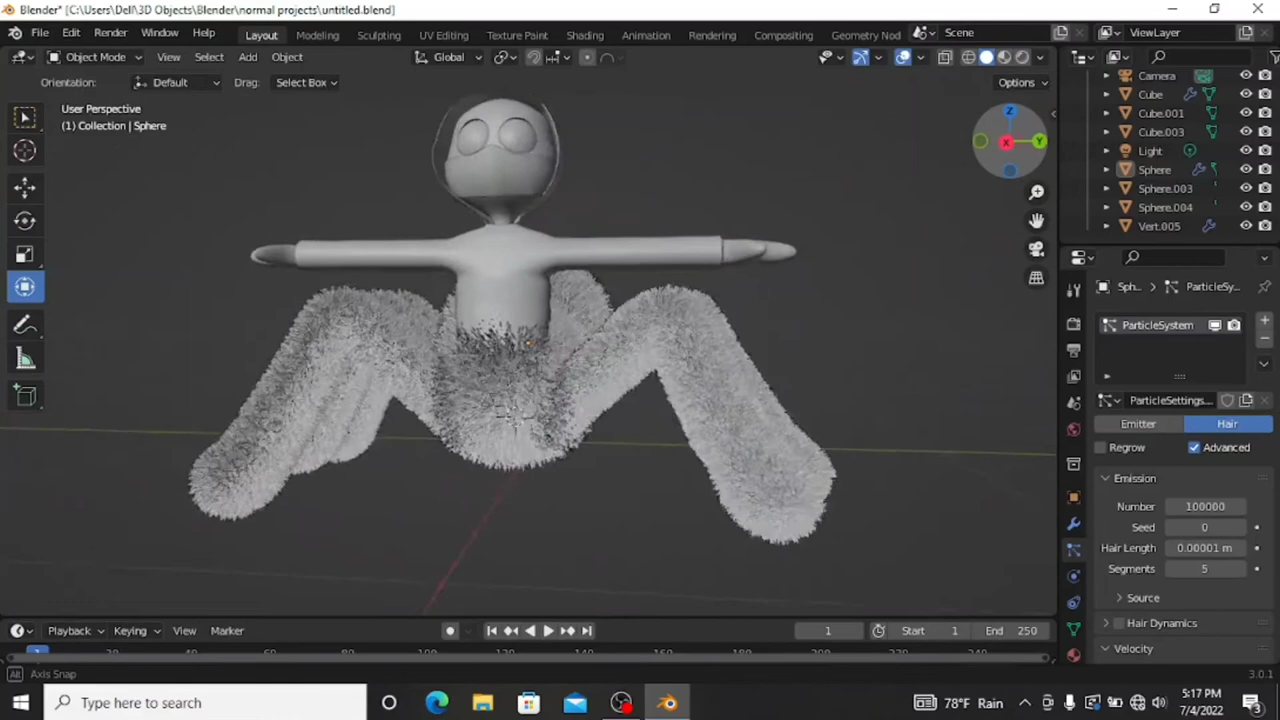 Blender* [C:\Users\Dell\3D Objects\Blender\normal projects\untitled.blend]
File Edit Render Window Help Layout Modeling Sculpting UV Editing Texture Paint Shading Animation Rendering Compositing Geometry Nod Scene ViewLayer
Object Mode View Select Add Object Global
Orientation: Default Drag: Select Box Options
User Perspective
(1) Collection | Sphere
Z
Y
X
Camera
Cube
Cube.001
Cube.003
Light
Sphere
Sphere.003
Sphere.004
Vert.005
Sph... ParticleSy...
ParticleSystem
ParticleSettings...
Emitter Hair
Regrow Advanced
Emission
Number 100000
Seed 0
Hair Length 0.00001 m
Segments 5
Source
Hair Dynamics
Velocity
Playback Keying View Marker 1 Start 1 End 250
Alt Axis Snap 3.0.1
Type here to search 78°F Rain 5:17 PM
7/4/2022
3